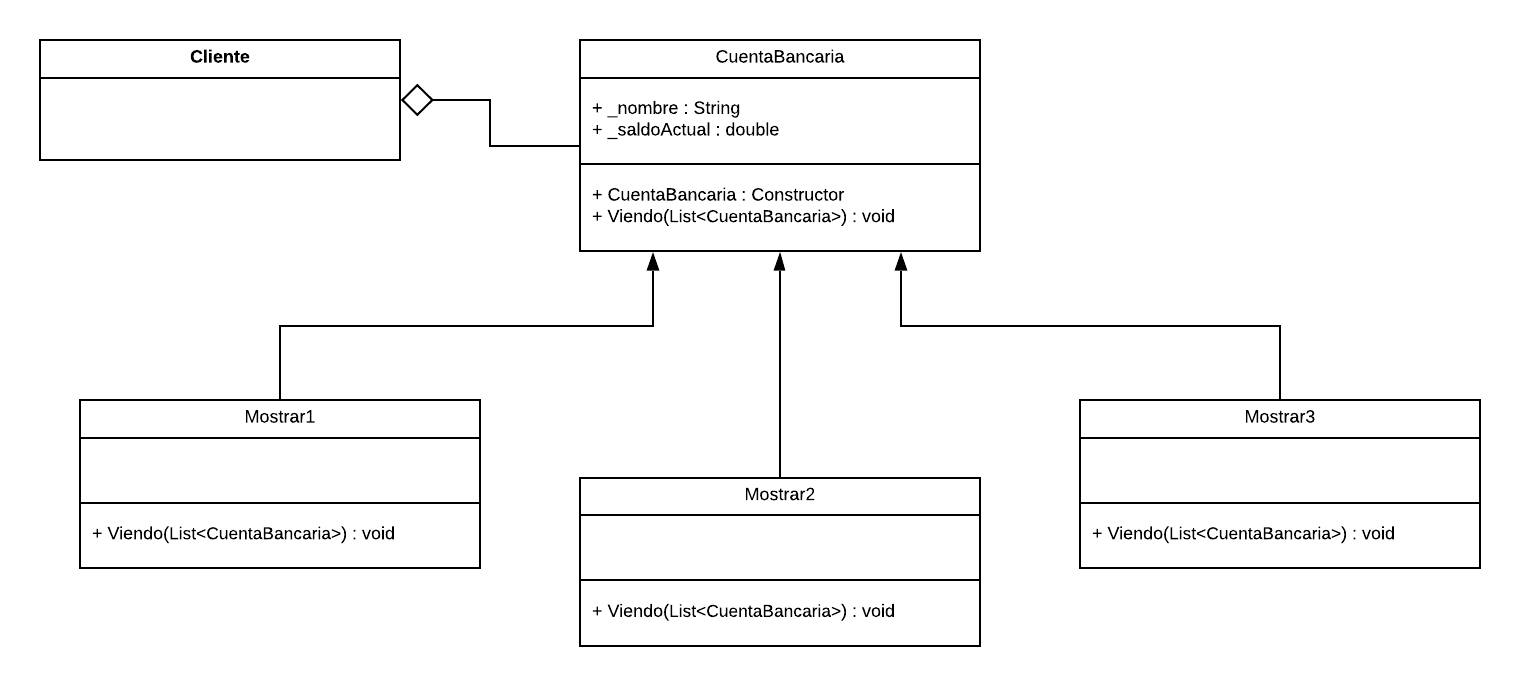 Cliente
CuentaBancaria
+ _nombre : String
+ _saldoActual : double
+ CuentaBancaria : Constructor
+ Viendo(List<CuentaBancaria>) : void
Mostrar1
+ Viendo(List<CuentaBancaria>) : void
Mostrar2
+ Viendo(List<CuentaBancaria>) : void
Mostrar3
+ Viendo(List<CuentaBancaria>) : void